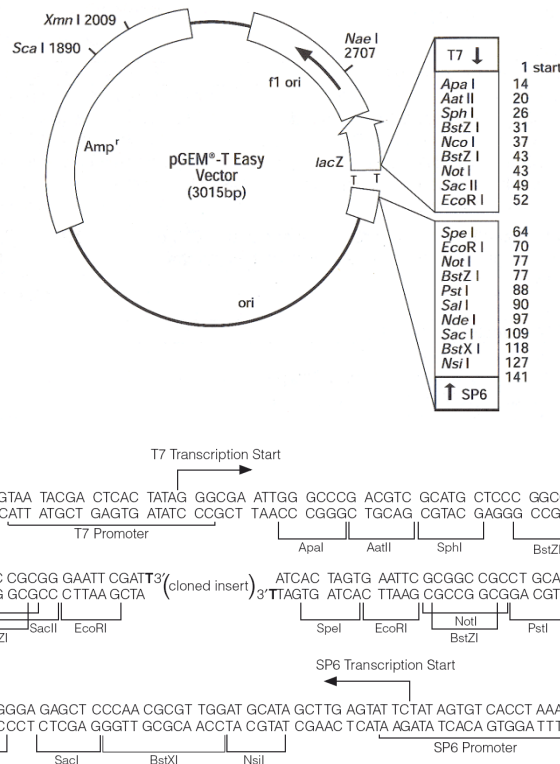 Xmn I 2009
Sca I 1890
Nae I
2707
f1 ori
Ampr
pGEM®-T Easy
Vector
(3015bp)
lacZ
T T
ori
T7 ↓
1 start
Apa I 14
Aat II 20
Sph I 26
BstZ I 31
Nco I 37
BstZ I 43
Not I 43
Sac II 49
EcoR I 52
Spe I 64
EcoR I 70
Not I 77
BstZ I 77
Pst I 88
Sal I 90
Nde I 97
Sac I 109
BstX I 118
Nsi I 127
141
↑ SP6
T7 Transcription Start
GTAA TACGA CTCAC TATAG GGCGA ATTGG GCCCG ACGTC GCATG CTCCC GGC
CATT ATGCT GAGTG ATATC CCGCT TAACC CGGGC TGCAG CGTAC GAGGG CCG
T7 Promoter
ApaI AatII SphI BstZI
C CGCGG GAATT CGATT3′ (cloned insert) ATCAC TAGTG AATTC GCGGC CGCCT GCA
G GCGCC CTTAA GCTA 3′TTAGTG ATCAC TTAAG CGCCG GCGGA CGT
ZI SacII EcoRI SpeI EcoRI NotI PstI
BstZI
SP6 Transcription Start
GGGA GAGCT CCCAA CGCGT TGGAT GCATA GCTTG AGTAT TCTAT AGTGT CACCT AAA
CCCT CTCGA GGGTT GCGCA ACCTA CGTAT CGAAC TCATA AGATA TCACA GTGGA TTT
SacI BstXI NsiI SP6 Promoter